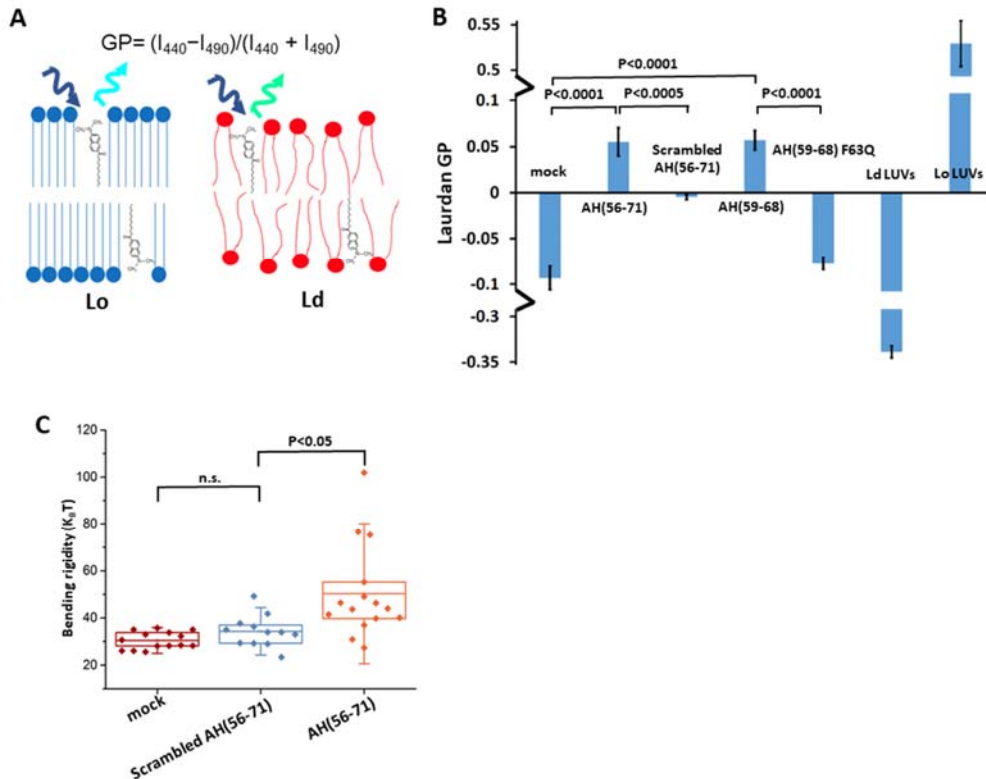 A
GP= (I₄₄₀−I₄₉₀)/(I₄₄₀ + I₄₉₀)
Lo
Ld
B
Laurdan GP
0.55
0.5
0.1
0.05
0
-0.05
-0.1
-0.3
-0.35
P<0.0001
P<0.0001
P<0.0005
P<0.0001
mock
AH(56-71)
Scrambled
AH(56-71)
AH(59-68)
AH(59-68) F63Q
Ld LUVs
Lo LUVs
C
Bending rigidity (K_BT)
120
100
80
60
40
20
n.s.
P<0.05
mock
Scrambled AH(56-71)
AH(56-71)